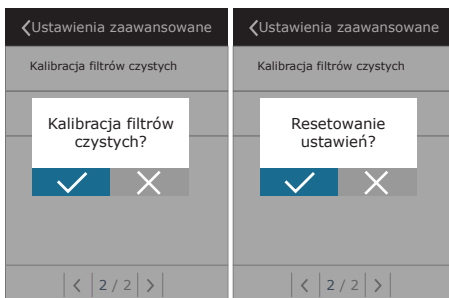 Ustawienia zaawansowane
Kalibracja filtrów czystych
Kalibracja filtrów
czystych?
2 / 2
Ustawienia zaawansowane
Kalibracja filtrów czystych
Resetowanie
ustawień?
2 / 2